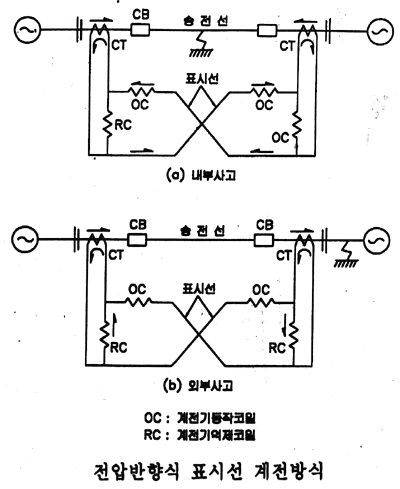 CB 송전선
CT CT
표시선
OC OC
RC OC
(a) 내부사고
CB 송전선 CB
CT CT
OC 표시선 OC
RC RC
(b) 외부사고
OC : 계전기동작코일
RC : 계전기억제코일
전압반향식 표시선 계전방식